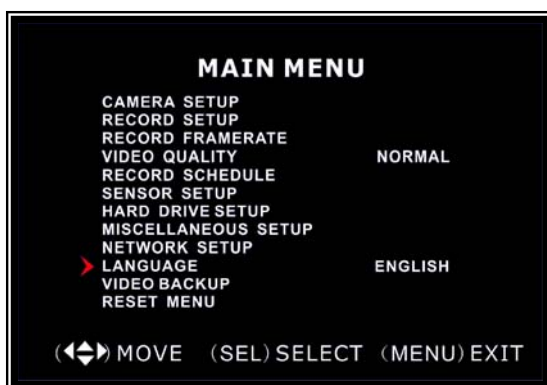 MAIN MENU
CAMERA SETUP
RECORD SETUP
RECORD FRAMERATE
VIDEO QUALITY NORMAL
RECORD SCHEDULE
SENSOR SETUP
HARD DRIVE SETUP
MISCELLANEOUS SETUP
NETWORK SETUP
LANGUAGE ENGLISH
VIDEO BACKUP
RESET MENU
( ) MOVE (SEL) SELECT (MENU) EXIT